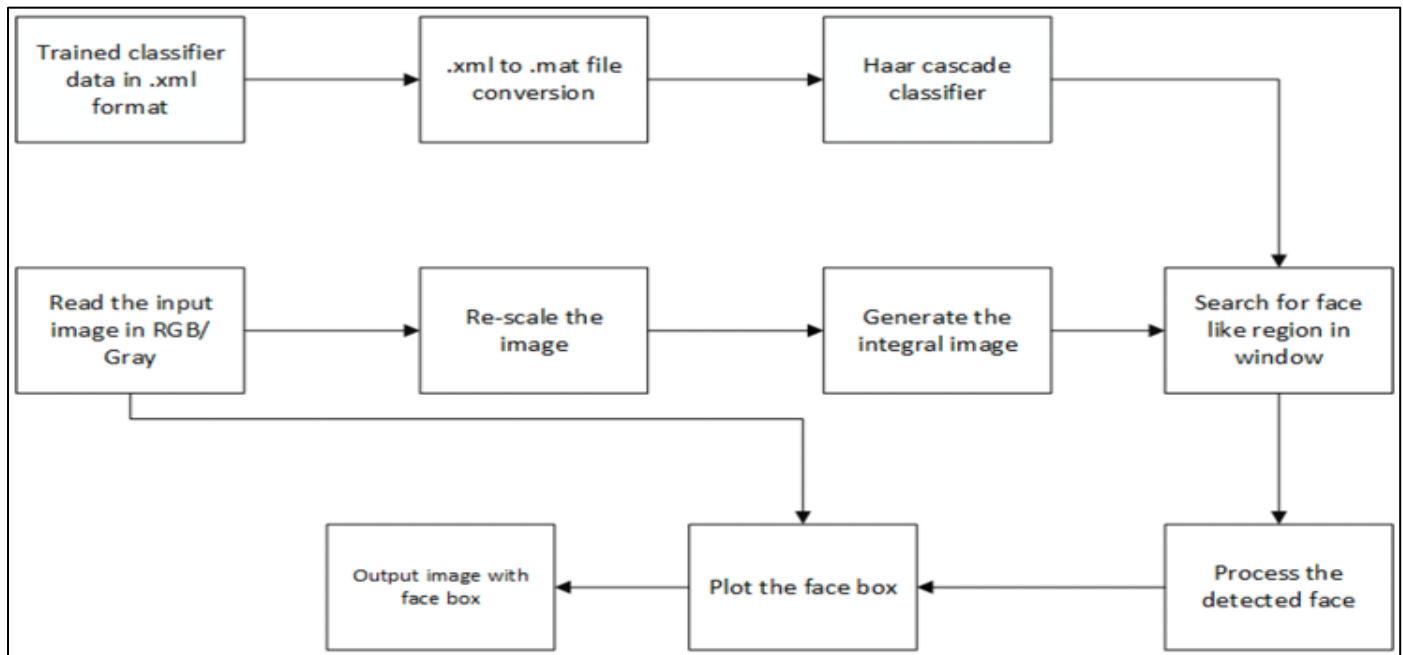 Trained classifier
data in .xml
format
.xml to .mat file
conversion
Haar cascade
classifier
Read the input
image in RGB/
Gray
Re-scale the
image
Generate the
integral image
Search for face
like region in
window
Output image with
face box
Plot the face box
Process the
detected face